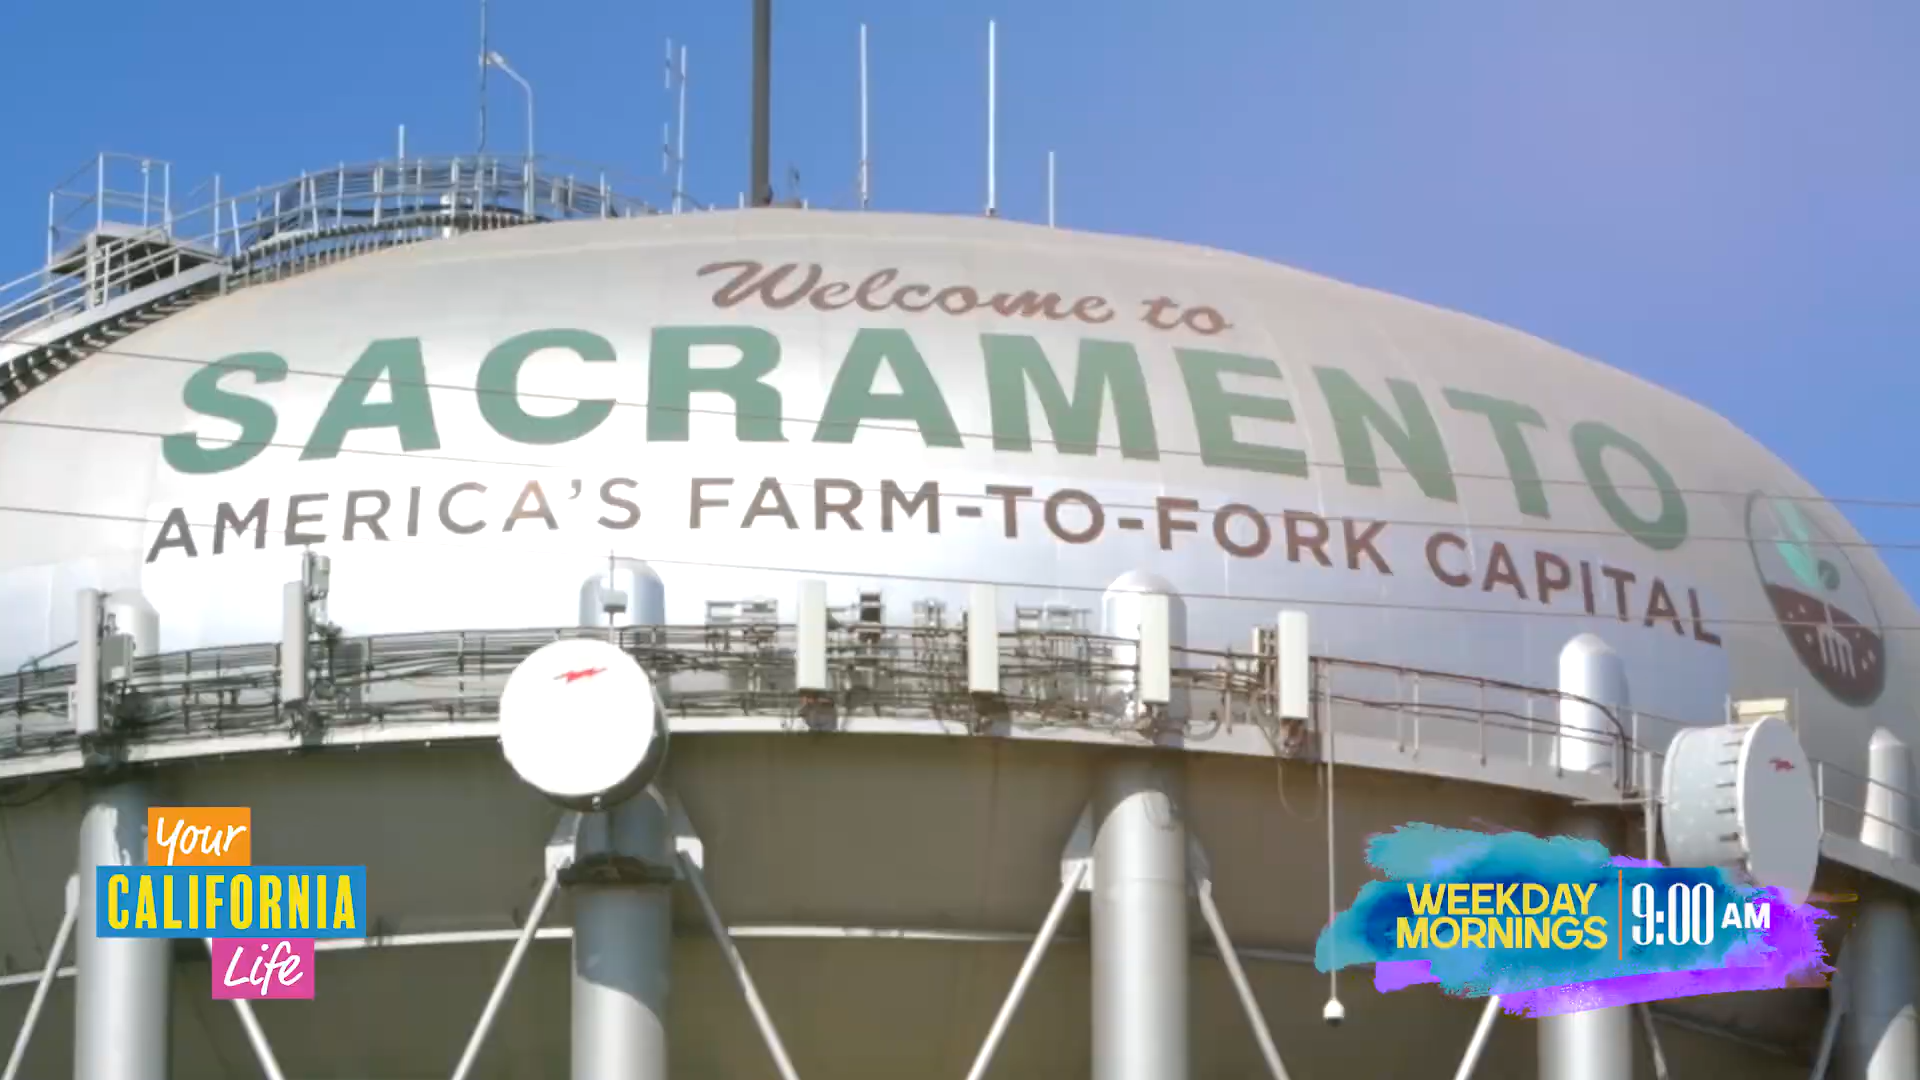 Welcome to
SACRAMENTO
AMERICA'S FARM-TO-FORK CAPITAL
Your
CALIFORNIA
Life
WEEKDAY
MORNINGS
9:00 AM